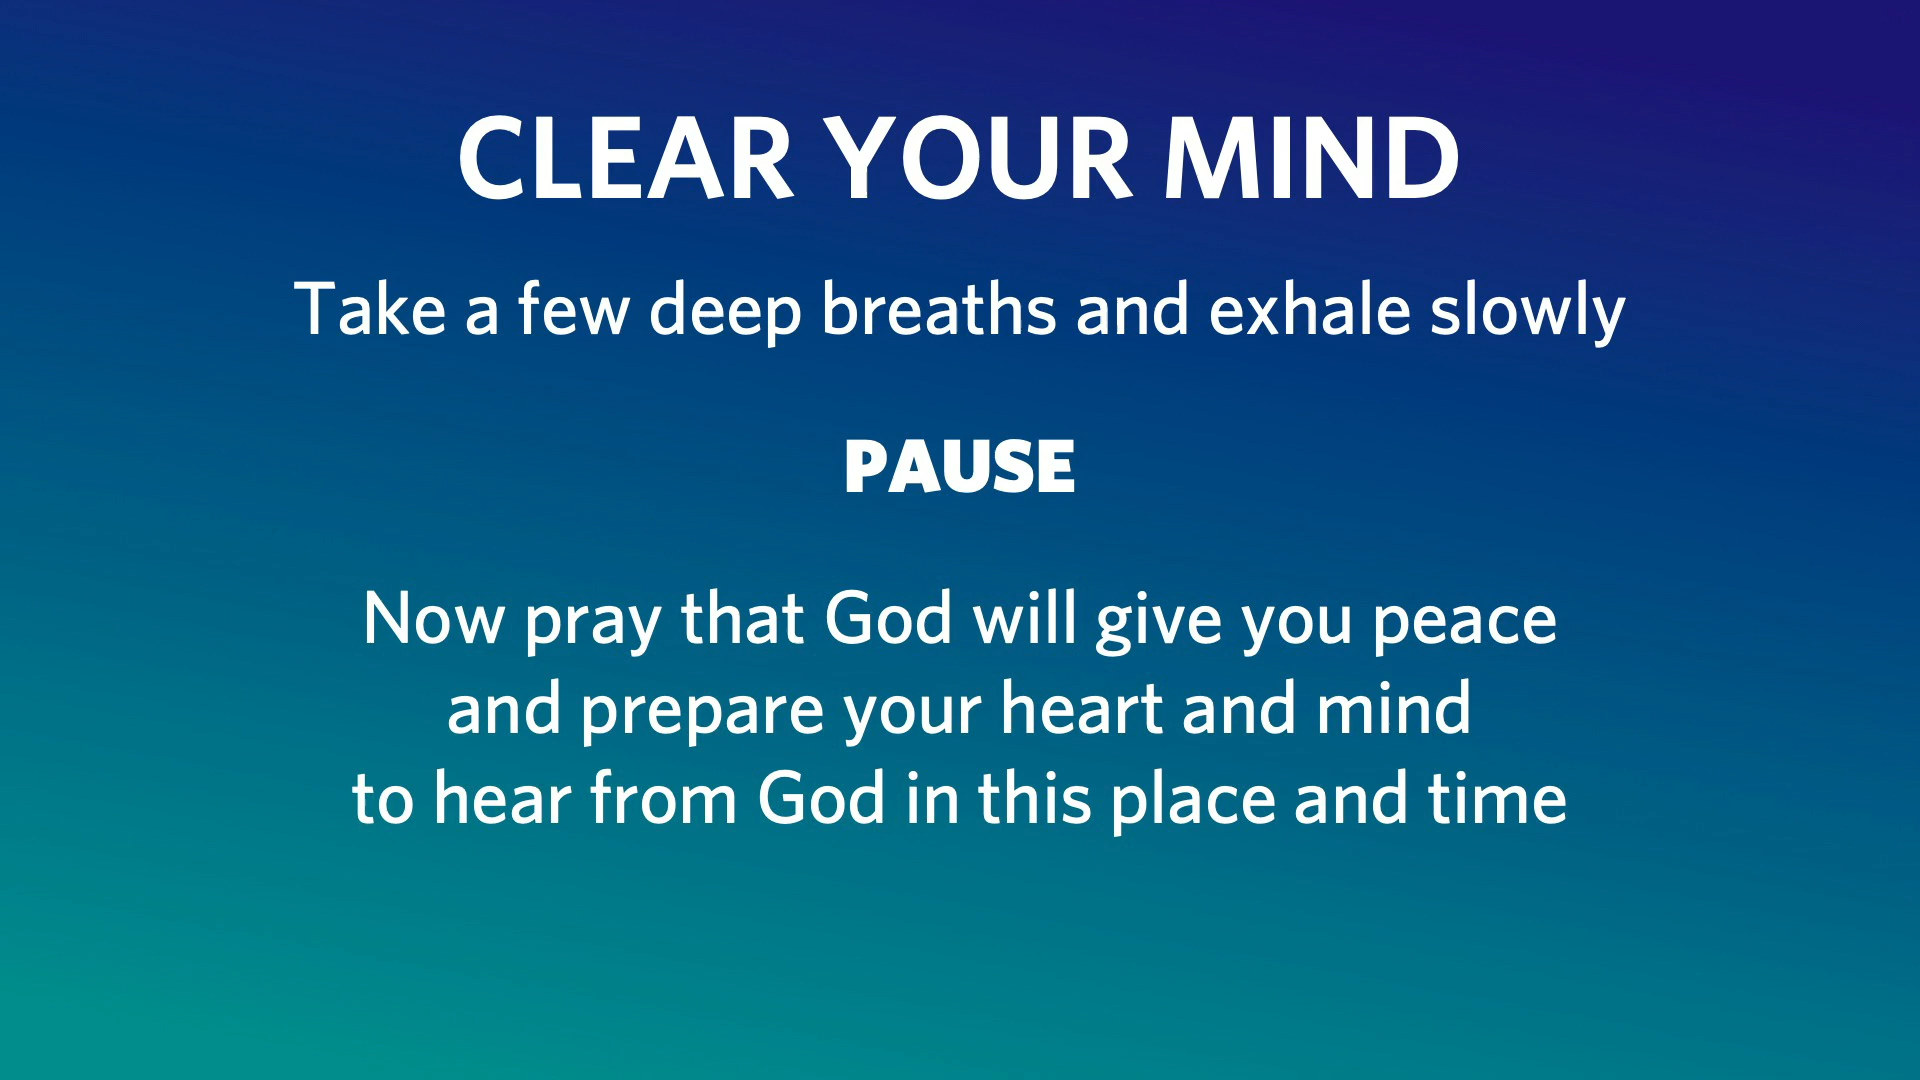 CLEAR YOUR MIND
Take a few deep breaths and exhale slowly
PAUSE
Now pray that God will give you peace
and prepare your heart and mind
to hear from God in this place and time